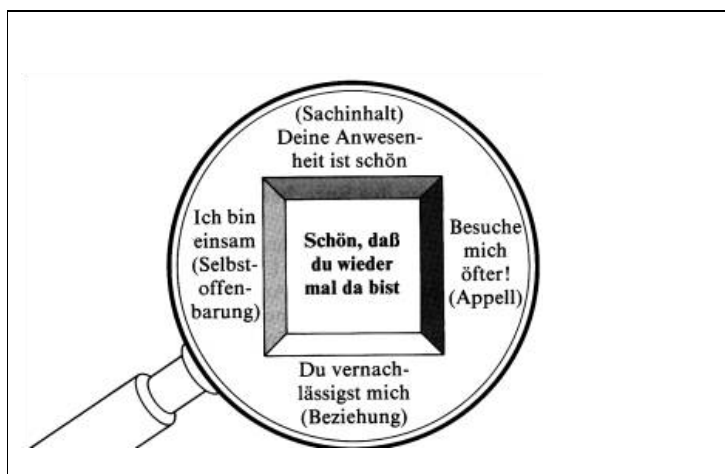 (Sachinhalt)
Deine Anwesen-
heit ist schön
Ich bin
einsam
(Selbst-
offen-
barung)
Schön, daß
du wieder
mal da bist
Besuche
mich
öfter!
(Appell)
Du vernach-
lässigst mich
(Beziehung)